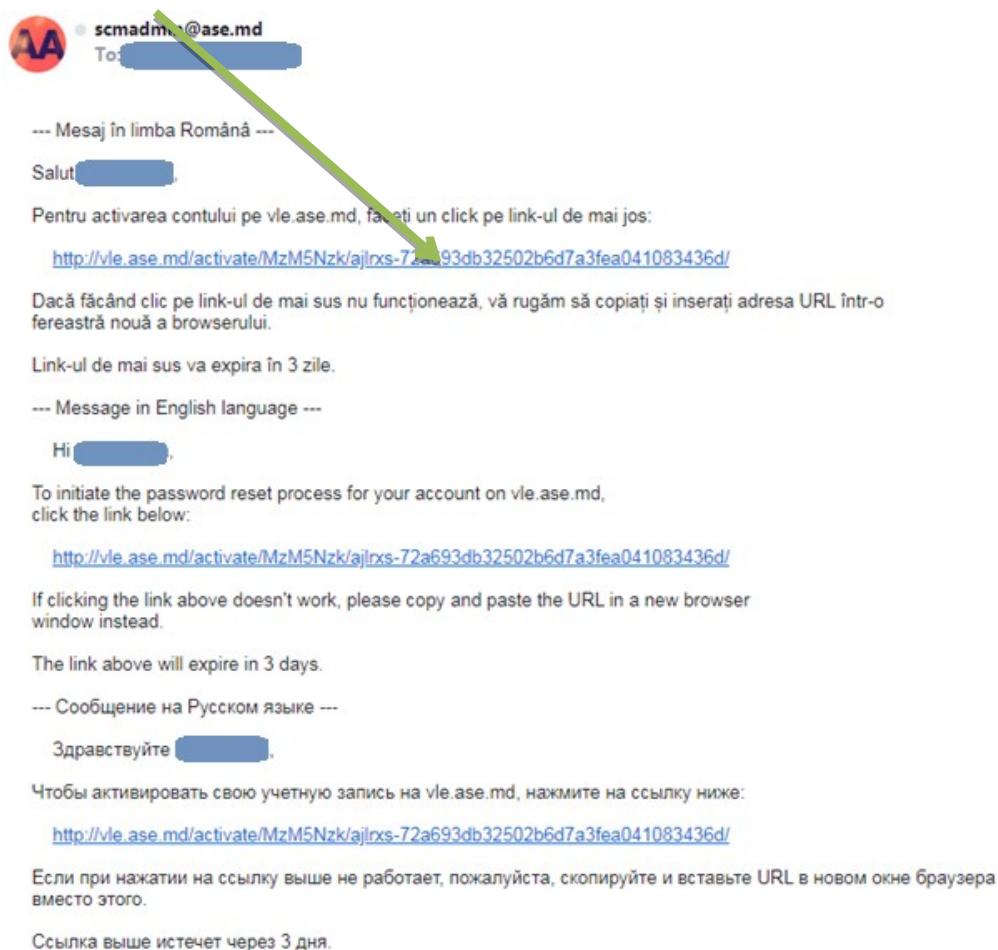 AA
scmadmin@ase.md
To:
--- Mesaj în limba Română ---
Salut ,
Pentru activarea contului pe vle.ase.md, faceți un click pe link-ul de mai jos:
http://vle.ase.md/activate/MzM5Nzk/ajlrxs-72a693db32502b6d7a3fea041083436d/
Dacă făcând clic pe link-ul de mai sus nu funcționează, vă rugăm să copiați și inserați adresa URL într-o
fereastră nouă a browserului.
Link-ul de mai sus va expira în 3 zile.
--- Message in English language ---
Hi ,
To initiate the password reset process for your account on vle.ase.md,
click the link below:
http://vle.ase.md/activate/MzM5Nzk/ajlrxs-72a693db32502b6d7a3fea041083436d/
If clicking the link above doesn't work, please copy and paste the URL in a new browser
window instead.
The link above will expire in 3 days.
--- Сообщение на Русском языке ---
Здравствуйте ,
Чтобы активировать свою учетную запись на vle.ase.md, нажмите на ссылку ниже:
http://vle.ase.md/activate/MzM5Nzk/ajlrxs-72a693db32502b6d7a3fea041083436d/
Если при нажатии на ссылку выше не работает, пожалуйста, скопируйте и вставьте URL в новом окне браузера
вместо этого.
Ссылка выше истечет через 3 дня.